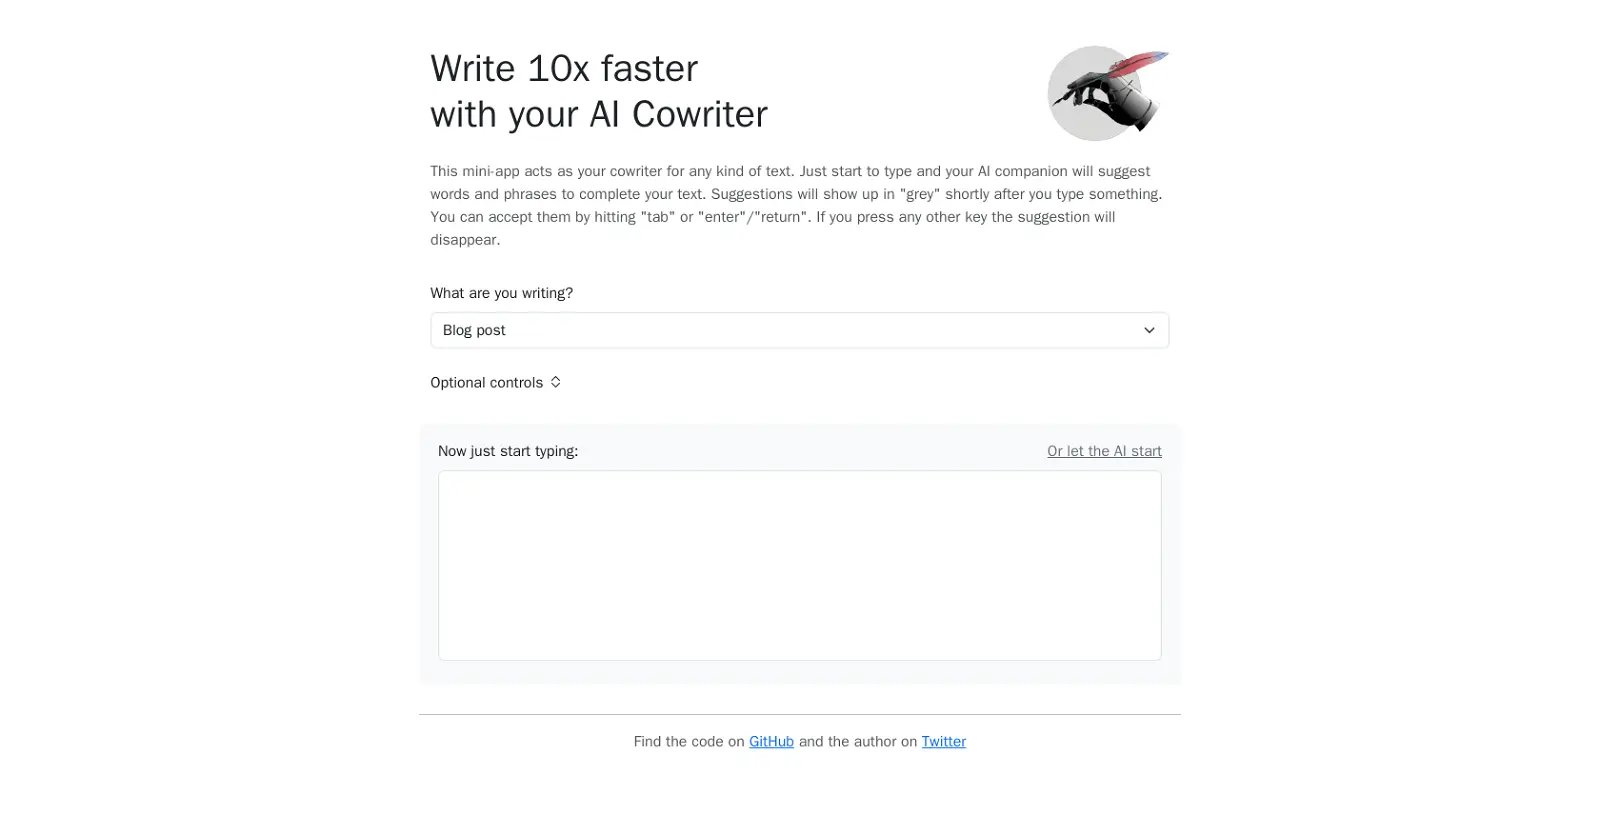 Write 10x faster
with your AI Cowriter
This mini-app acts as your cowriter for any kind of text. Just start to type and your AI companion will suggest
words and phrases to complete your text. Suggestions will show up in "grey" shortly after you type something.
You can accept them by hitting "tab" or "enter"/"return". If you press any other key the suggestion will
disappear.
What are you writing?
Blog post
Optional controls
Now just start typing:
Or let the AI start
Find the code on GitHub and the author on Twitter